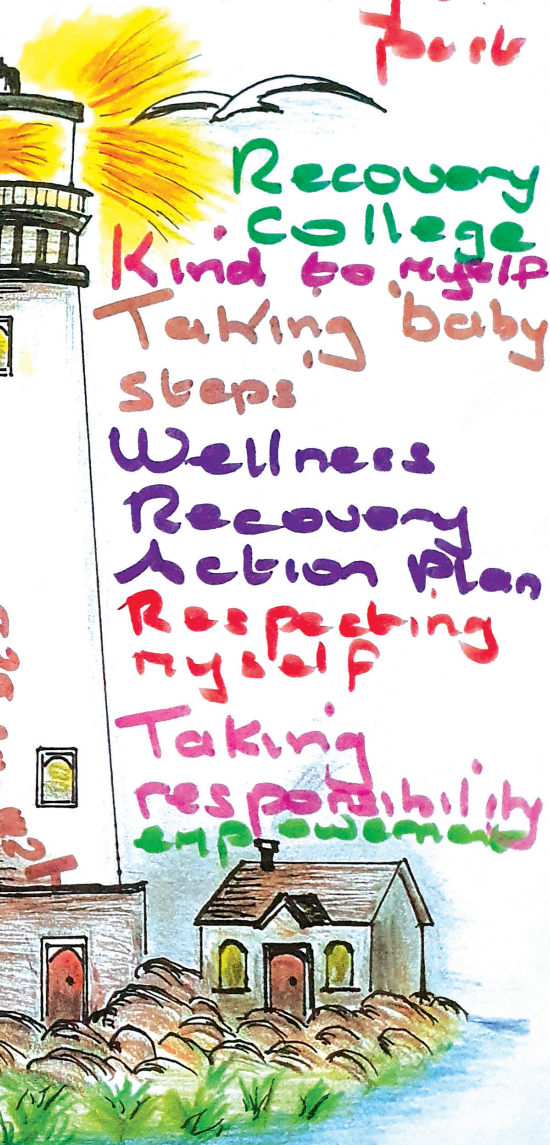 Recovery
College
Kind to myself
Taking 'baby
steps'
Wellness
Recovery
Action Plan
Respecting
myself
Taking
responsibility
empowerment